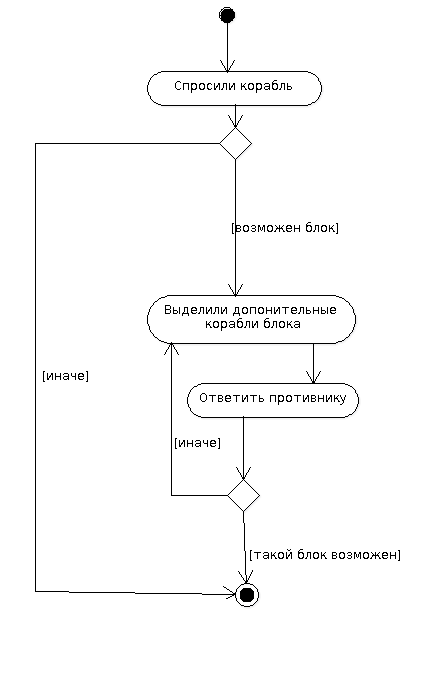 Спросили корабль
[возможен блок]
Выделили допонительные
корабли блока
[иначе]
Ответить противнику
[иначе]
[такой блок возможен]